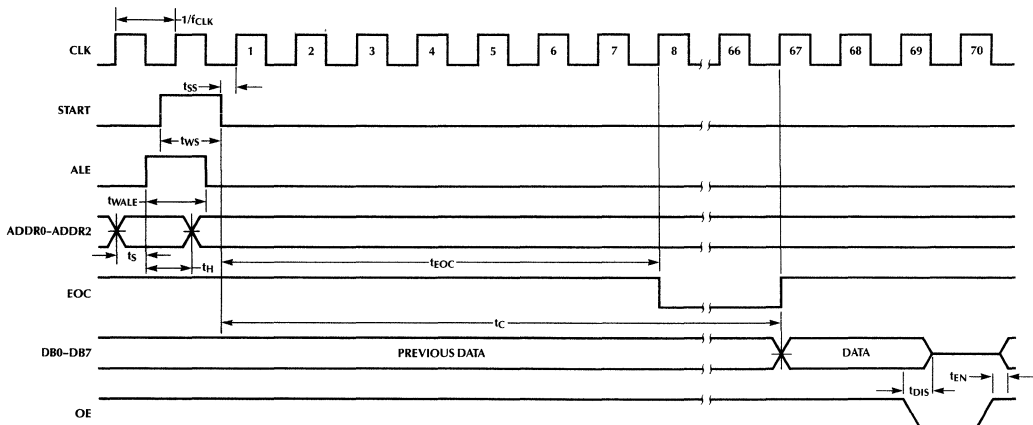 1/fCLK
CLK 1 2 3 4 5 6 7 8 66 67 68 69 70
tSS
START
tWS
ALE
tWALE
ADDR0–ADDR2
tS
tH
tEOC
EOC
tC
DB0–DB7 PREVIOUS DATA DATA
tEN
tDIS
OE